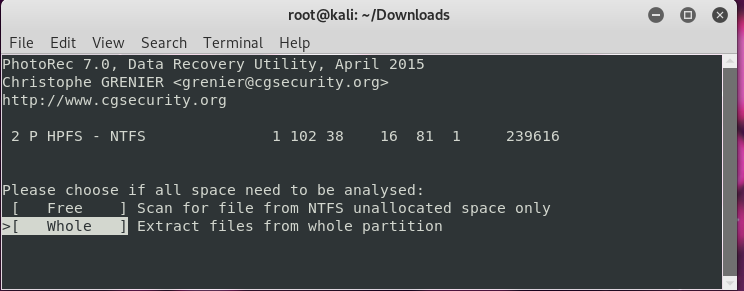 root@kali: ~/Downloads
File Edit View Search Terminal Help
PhotoRec 7.0, Data Recovery Utility, April 2015
Christophe GRENIER <grenier@cgsecurity.org>
http://www.cgsecurity.org
2 P HPFS - NTFS 1 102 38 16 81 1 239616
Please choose if all space need to be analysed:
[ Free ] Scan for file from NTFS unallocated space only
>[ Whole ] Extract files from whole partition